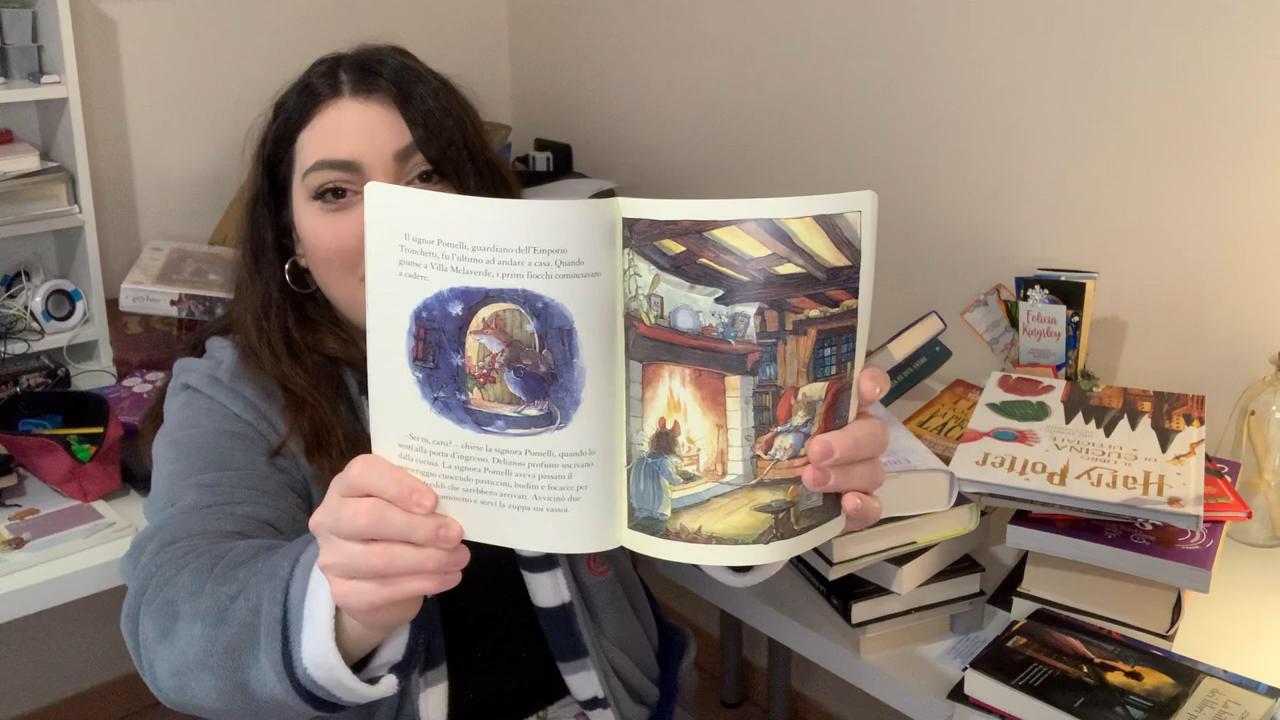 Il signor Pomelli, guardiano dell'Emporio
Tronchetti, fu l'ultimo ad andare a casa. Quando
giunse a Villa Melaverde, i primi fiocchi cominciavano
a cadere.
–Sei tu, caro? – chiese la signora Pomelli, quando lo
sentì alla porta d'ingresso. Deliziosi profumi uscivano
dalla cucina. La signora Pomelli aveva passato il
pomeriggio cuocendo pasticcini, budini e focacce per
freddi che sarebbero arrivati. Avvicinò due
caminetto e servì la zuppa sui vassoi.
Felicia
Kingsley
Harry Potter
IL LIBRO
DI CUCINA
UFFICIALE